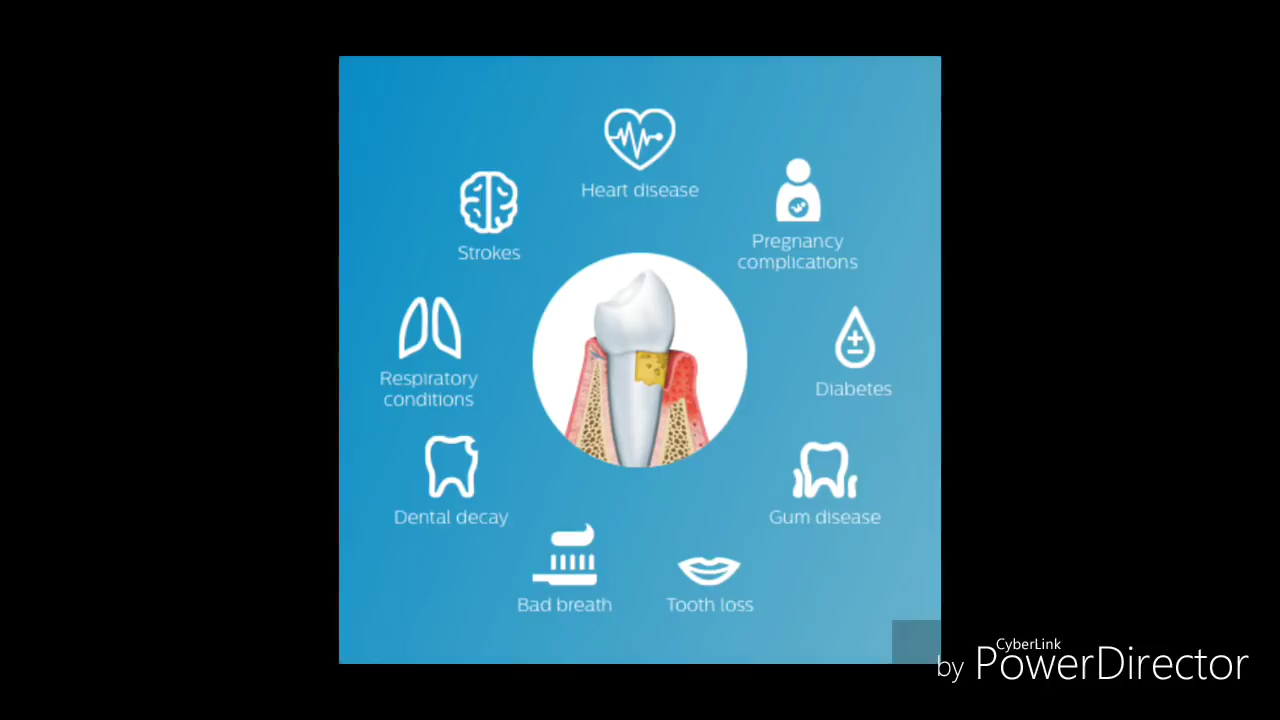 Heart disease
Pregnancy
complications
Strokes
Diabetes
Respiratory
conditions
Gum disease
Dental decay
Bad breath
Tooth loss
CyberLink
by PowerDirector